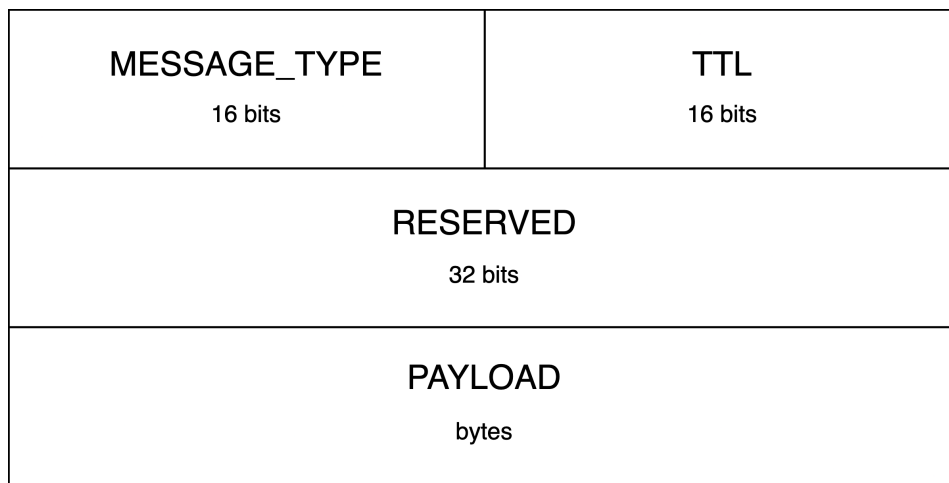 MESSAGE_TYPE
16 bits
TTL
16 bits
RESERVED
32 bits
PAYLOAD
bytes